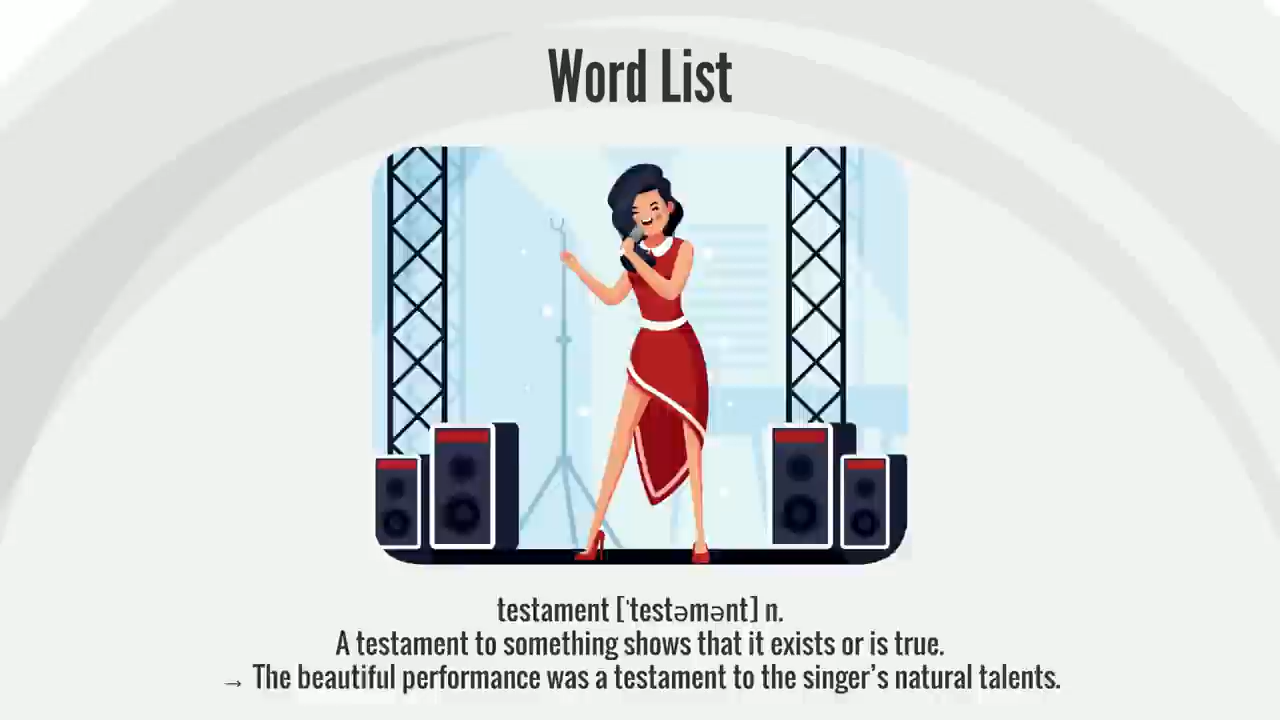 Word List
testament [ˈtestəmənt] n.
A testament to something shows that it exists or is true.
→ The beautiful performance was a testament to the singer’s natural talents.